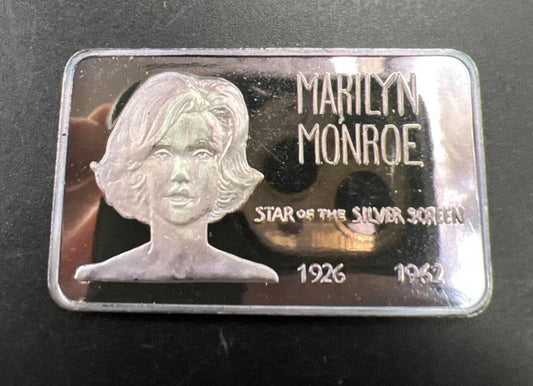 MARILYN
MONROE
STAR OF THE SILVER SCREEN
1926 1962